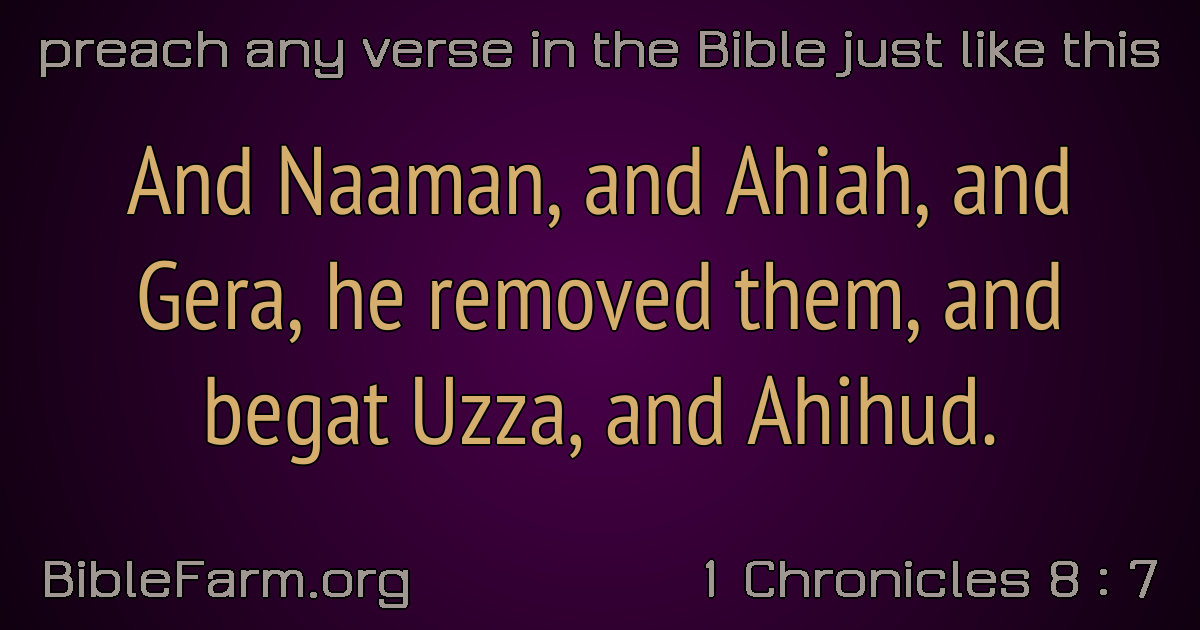 preach any verse in the Bible just like this
And Naaman, and Ahiah, and
Gera, he removed them, and
begat Uzza, and Ahihud.
BibleFarm.org
1 Chronicles 8 : 7